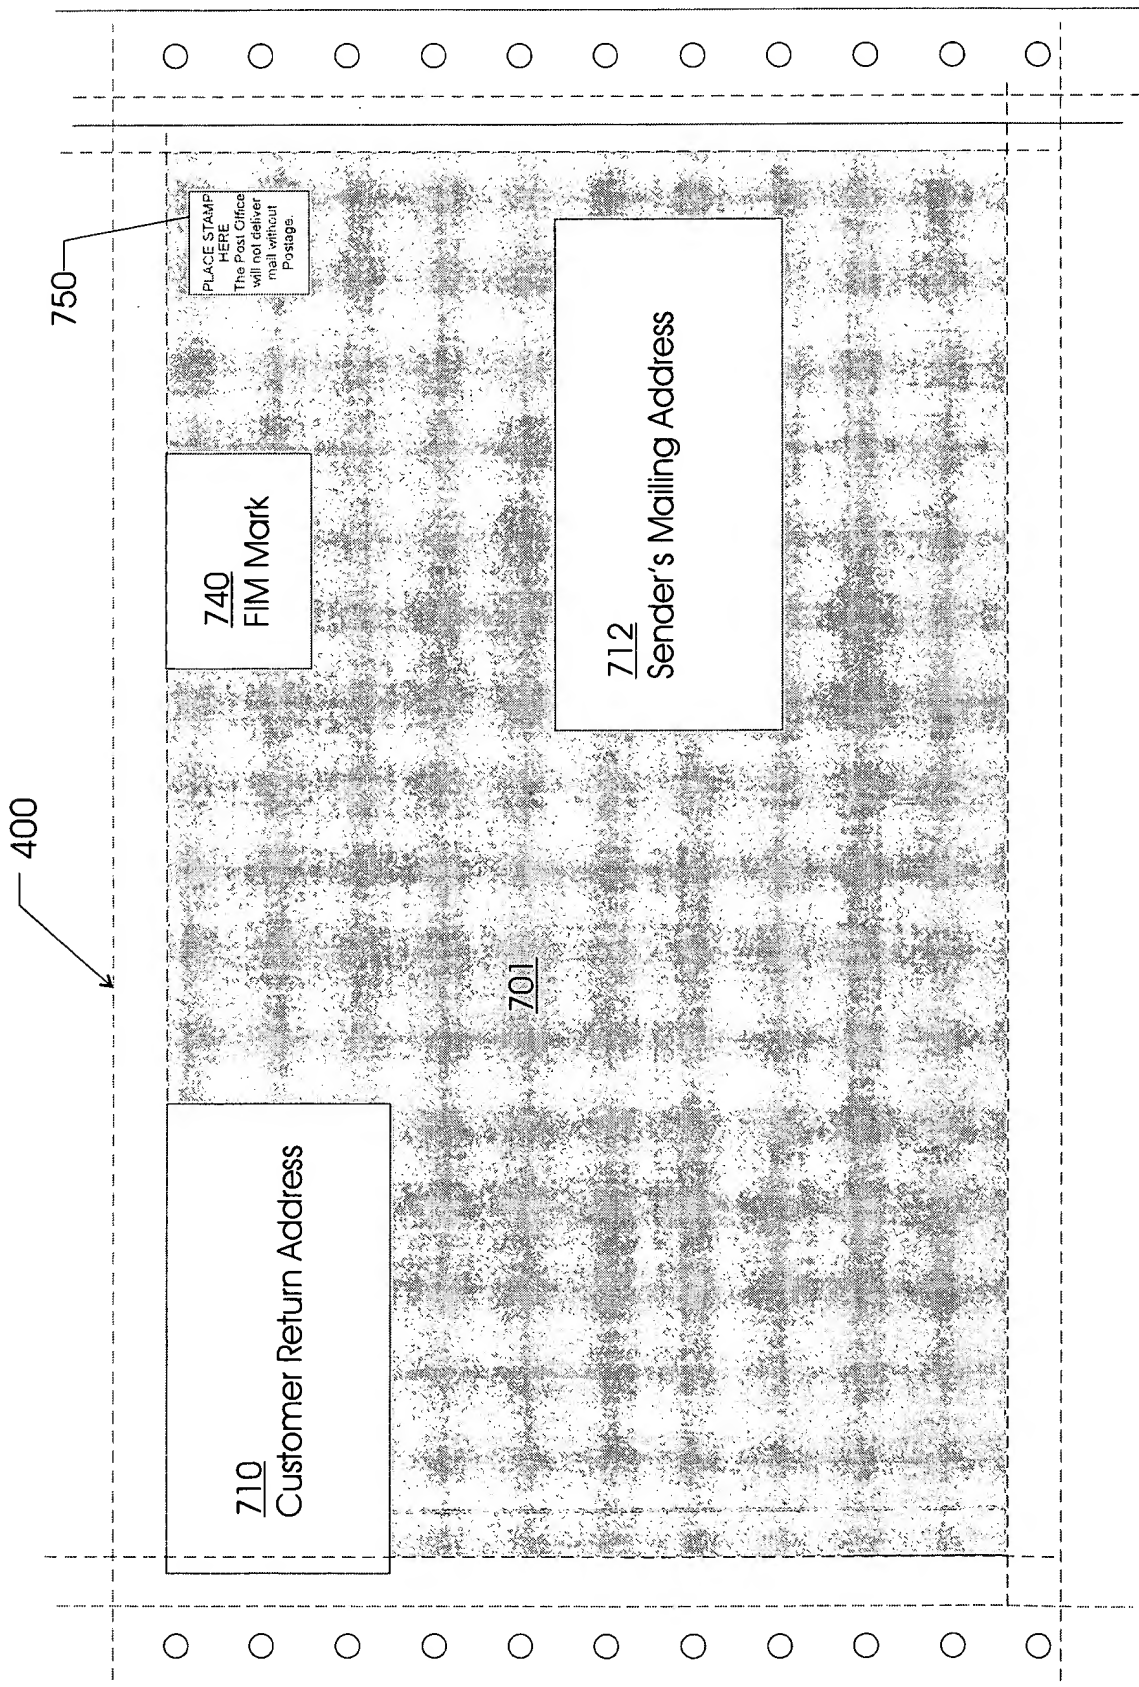 400
750
PLACE STAMP
HERE
The Post Office
will not deliver
mail without
Postage.
740
FIM Mark
710
Customer Return Address
701
712
Sender's Mailing Address